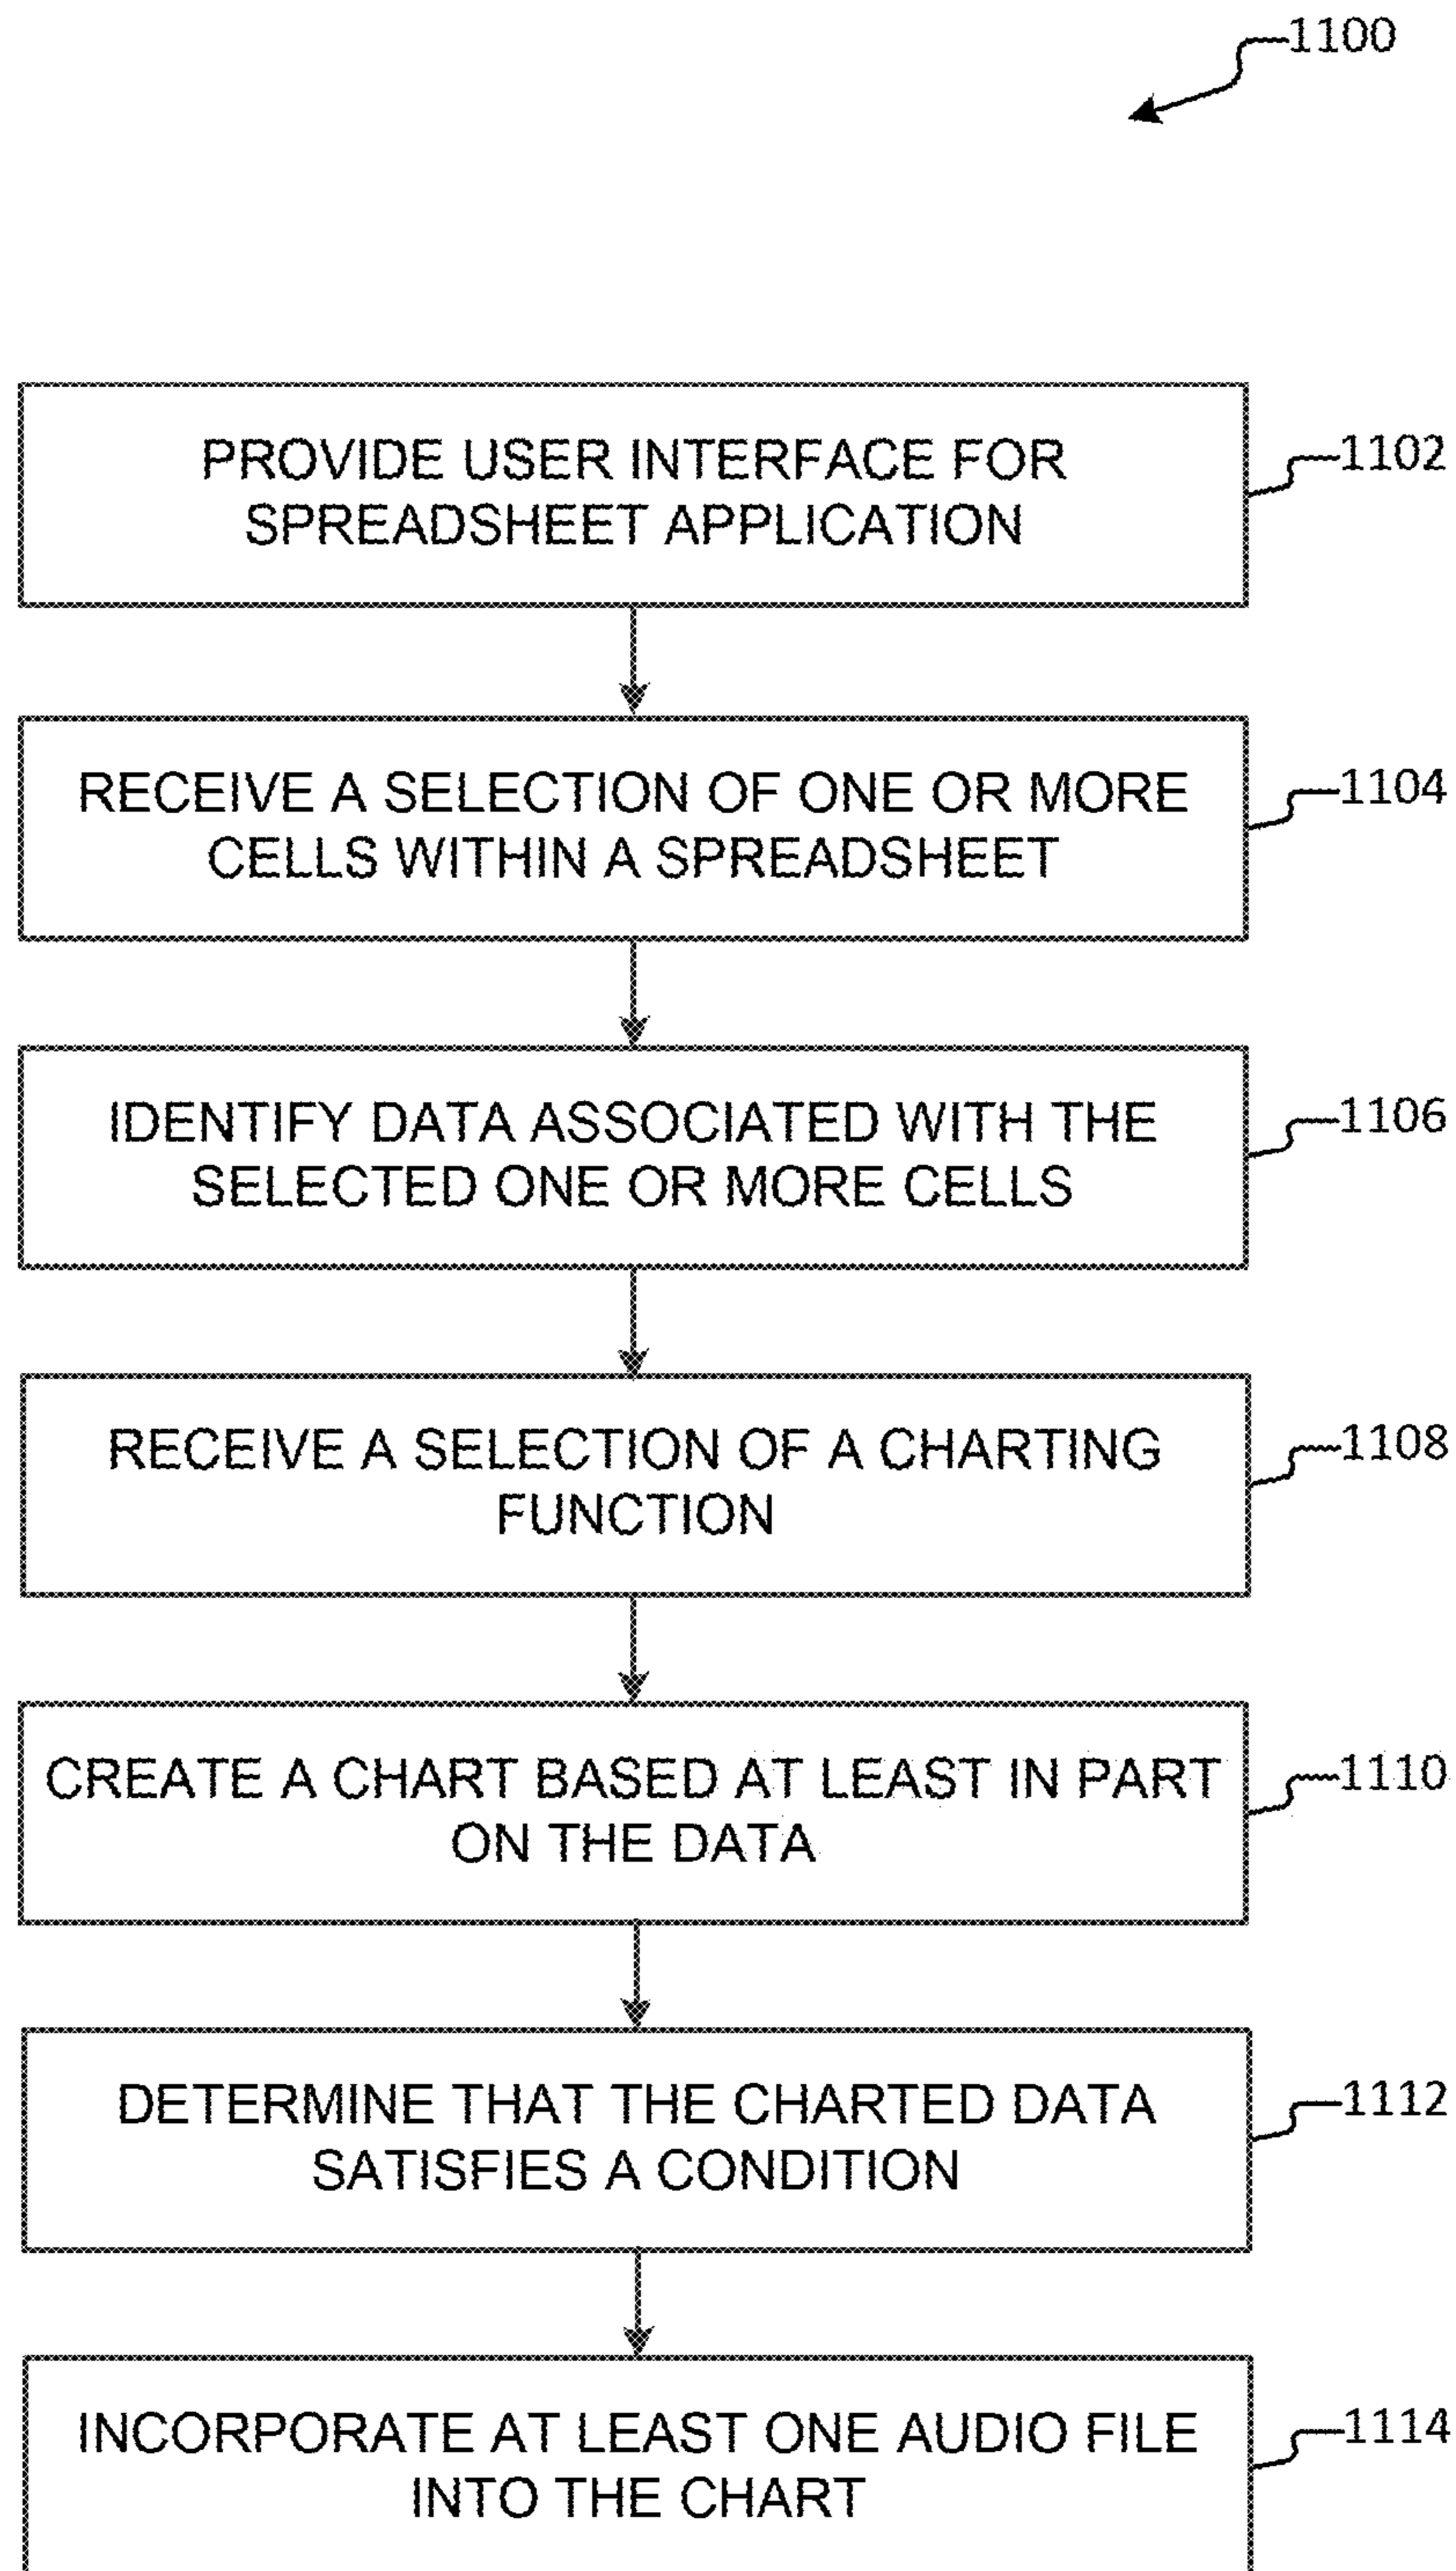 1100
PROVIDE USER INTERFACE FOR
SPREADSHEET APPLICATION
1102
RECEIVE A SELECTION OF ONE OR MORE
CELLS WITHIN A SPREADSHEET
1104
IDENTIFY DATA ASSOCIATED WITH THE
SELECTED ONE OR MORE CELLS
1106
RECEIVE A SELECTION OF A CHARTING
FUNCTION
1108
CREATE A CHART BASED AT LEAST IN PART
ON THE DATA
1110
DETERMINE THAT THE CHARTED DATA
SATISFIES A CONDITION
1112
INCORPORATE AT LEAST ONE AUDIO FILE
INTO THE CHART
1114